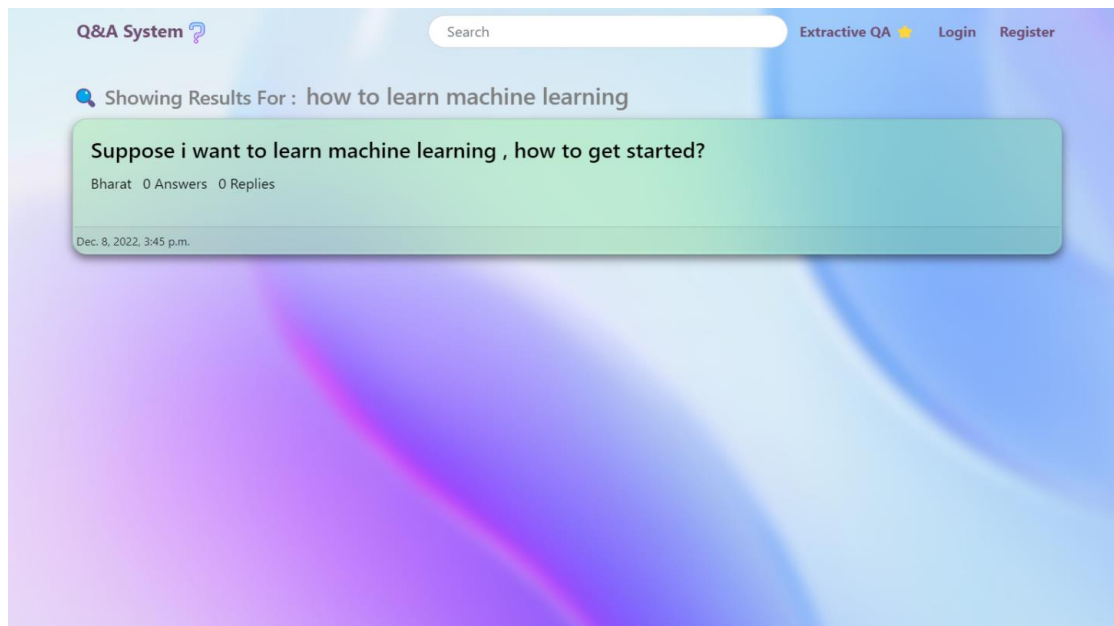 Q&A System
Search
Extractive QA ⭐ Login Register
🔍 Showing Results For : how to learn machine learning
Suppose i want to learn machine learning , how to get started?
Bharat 0 Answers 0 Replies
Dec. 8, 2022, 3:45 p.m.